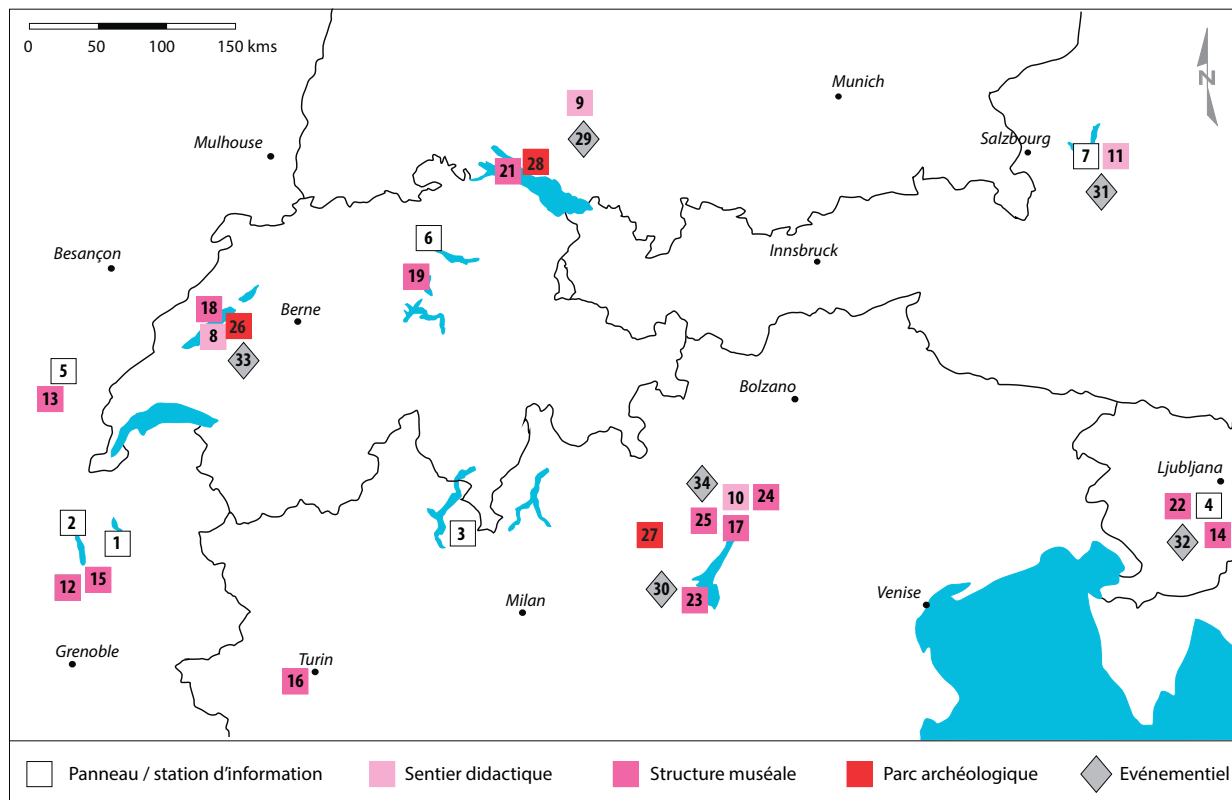 0 50 100 150 kms
N
Munich
9
Mulhouse
29
Salzbourg
7 11
21 28
31
6
Besançon
Innsbruck
19
18
Berne
26
8
33
5
Bolzano
13
34
10 24
Ljubljana
22 4
2
25 17
3
27
1
14
32
12 15
30
23
Venise
Milan
Grenoble
Turin
16
Panneau / station d'information
Sentier didactique
Structure muséale
Parc archéologique
Evénementiel